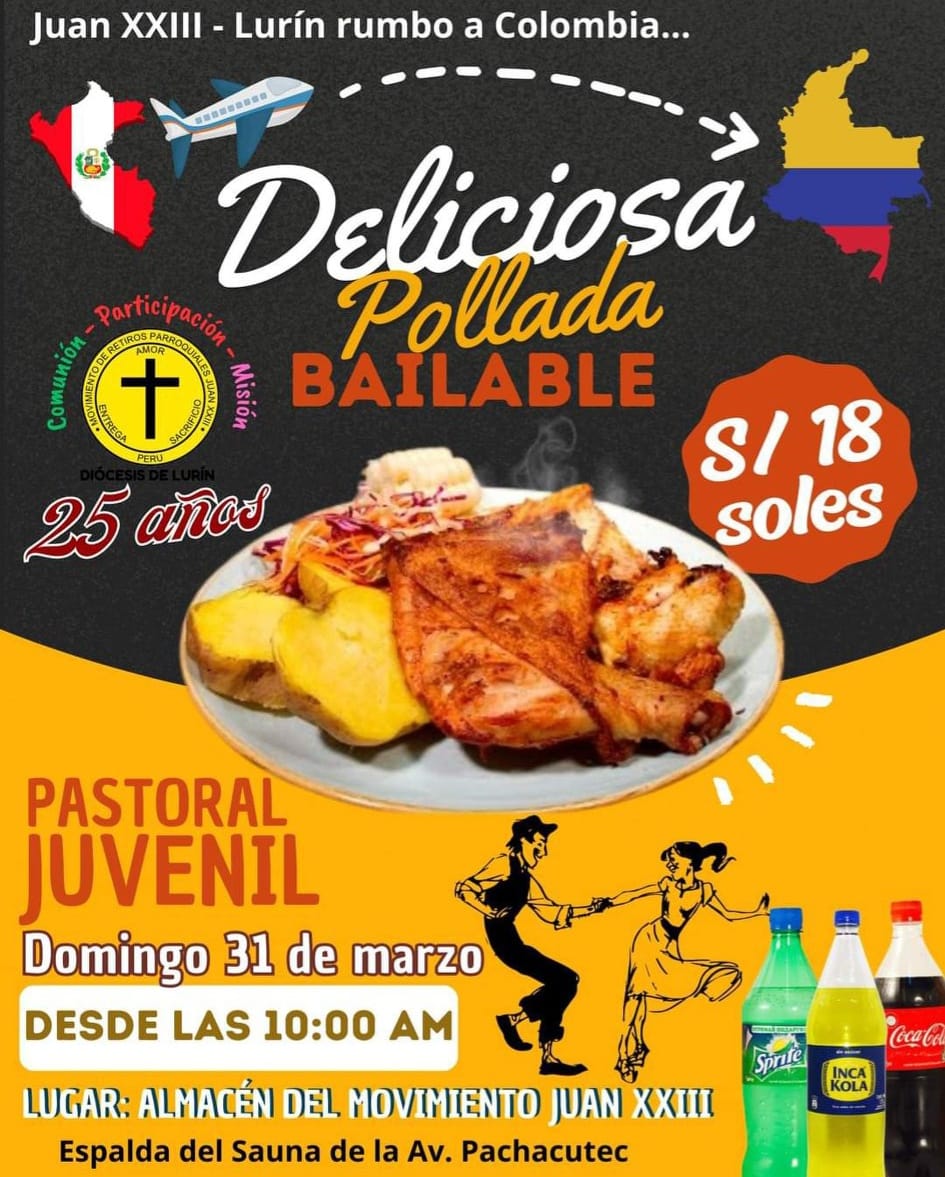 Juan XXIII - Lurín rumbo a Colombia...
Deliciosa
Pollada
BAILABLE
Comunión - Participación - Misión
MOVIMIENTO DE RETIROS PARROQUIALES JUAN XXIII
AMOR
ENTREGA
SACRIFICIO
PERU
DIÓCESIS DE LURÍN
25 años
S/ 18
soles
PASTORAL
JUVENIL
Domingo 31 de marzo
DESDE LAS 10:00 AM
LUGAR: ALMACÉN DEL MOVIMIENTO JUAN XXIII
Espalda del Sauna de la Av. Pachacutec
Sprite
INCA
KOLA
Coca-Cola